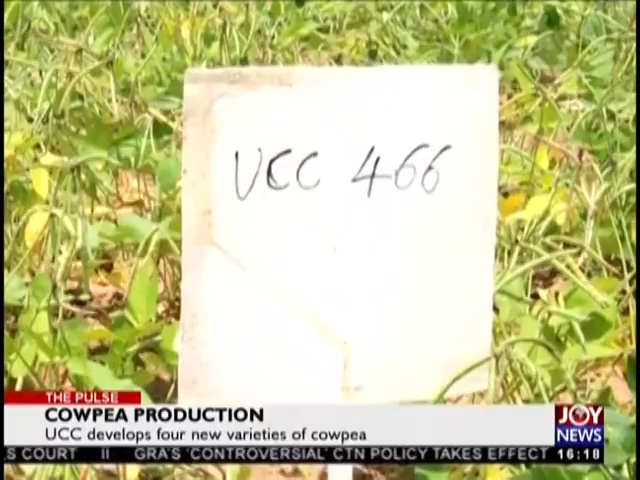 UCC 466
THE PULSE
COWPEA PRODUCTION
UCC develops four new varieties of cowpea
JOY
NEWS
S COURT II GRA'S 'CONTROVERSIAL' CTN POLICY TAKES EFFECT 16:10